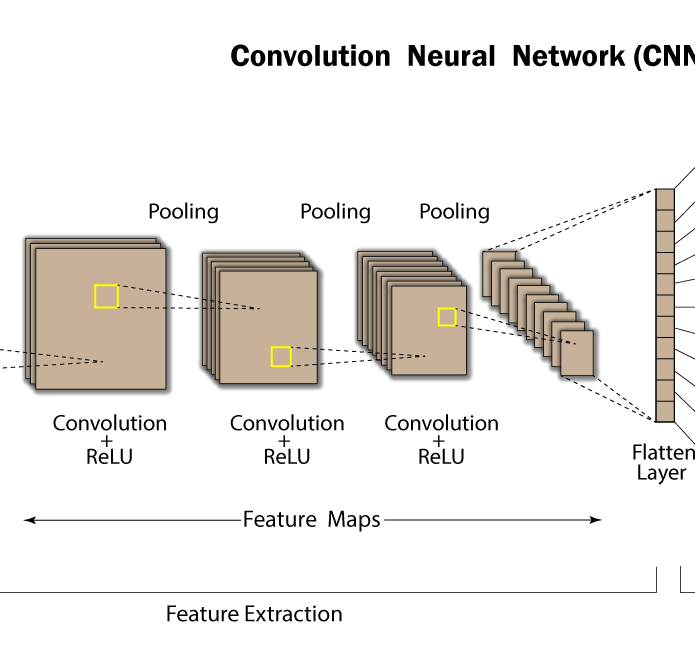 Convolution Neural Network (CNN
Pooling Pooling Pooling
Convolution
+
ReLU
Convolution
+
ReLU
Convolution
+
ReLU
Flatten
Layer
Feature Maps
Feature Extraction